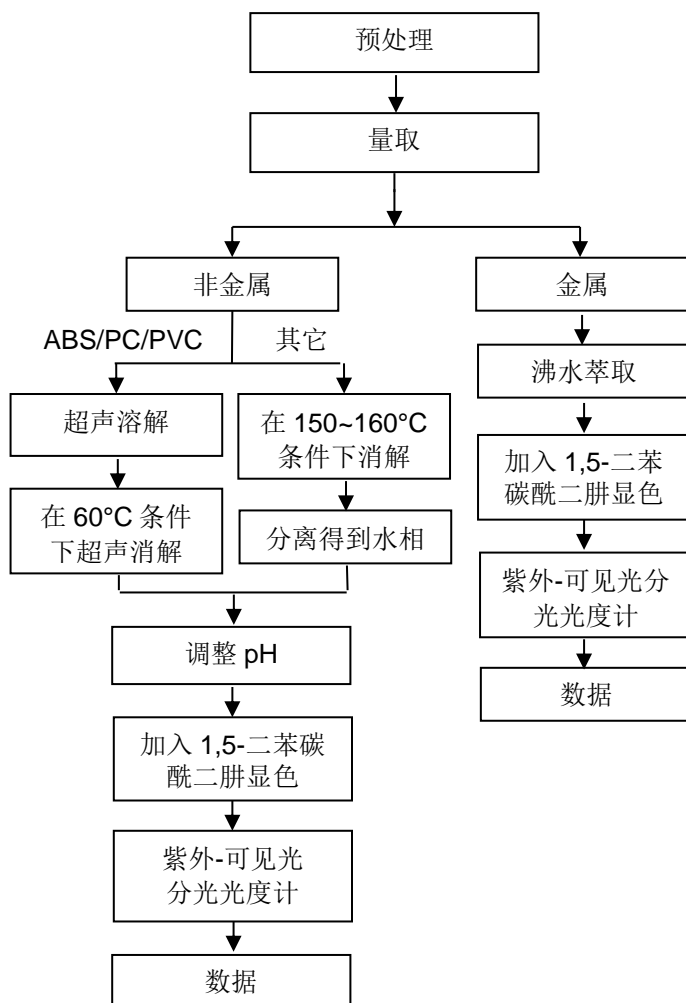 预处理
量取
非金属
金属
ABS/PC/PVC
其它
沸水萃取
超声溶解
在 150~160°C
条件下消解
加入 1,5-二苯
碳酰二肼显色
在 60°C 条件
下超声消解
分离得到水相
紫外-可见光分
光光度计
调整 pH
数据
加入 1,5-二苯碳
酰二肼显色
紫外-可见光
分光光度计
数据